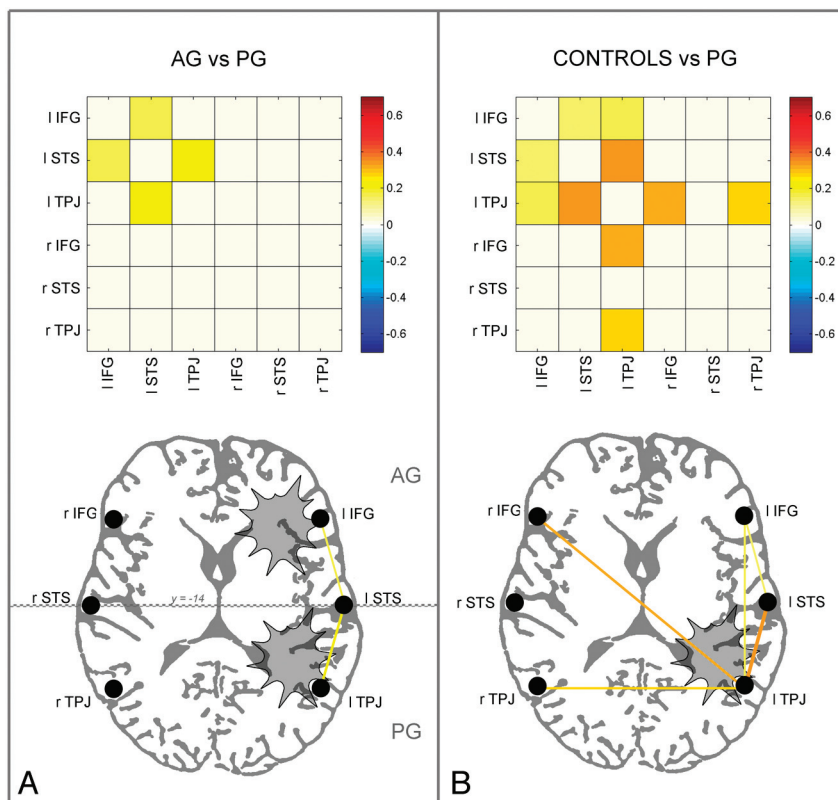 AG vs PG
l IFG
l STS
l TPJ
r IFG
r STS
r TPJ
0.6
0.4
0.2
0
-0.2
-0.4
-0.6
l IFG
l STS
l TPJ
r IFG
r STS
r TPJ
AG
r IFG
l IFG
r STS
y = -14
l STS
r TPJ
l TPJ
PG
A
CONTROLS vs PG
l IFG
l STS
l TPJ
r IFG
r STS
r TPJ
0.6
0.4
0.2
0
-0.2
-0.4
-0.6
l IFG
l STS
l TPJ
r IFG
r STS
r TPJ
r IFG
l IFG
r STS
l STS
r TPJ
l TPJ
B